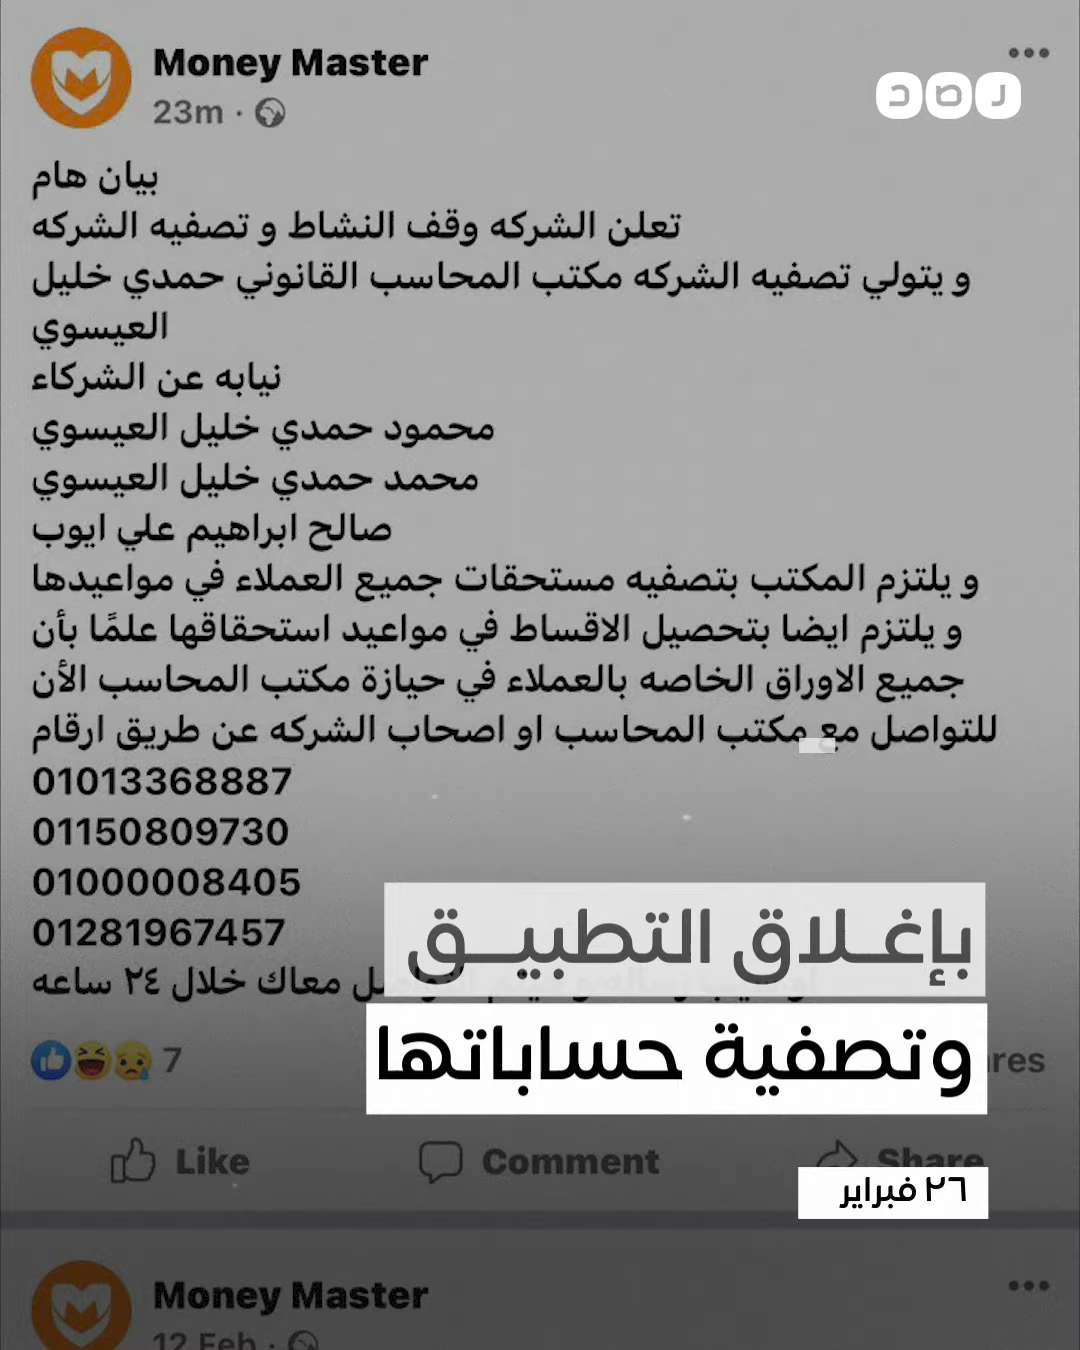 Money Master
23m ·
رصد
بيان هام
تعلن الشركه وقف النشاط و تصفيه الشركه
و يتولي تصفيه الشركه مكتب المحاسب القانوني حمدي خليل
العيسوي
نيابه عن الشركاء
محمود حمدي خليل العيسوي
محمد حمدي خليل العيسوي
صالح ابراهيم علي ايوب
و يلتزم المكتب بتصفيه مستحقات جميع العملاء في مواعيدها
و يلتزم ايضا بتحصيل الاقساط في مواعيد استحقاقها علمًا بأن
جميع الاوراق الخاصه بالعملاء في حيازة مكتب المحاسب الأن
للتواصل مع مكتب المحاسب او اصحاب الشركه عن طريق ارقام
01013368887
01150809730
01000008405
01281967457
معاك خلال ٢٤ ساعه
بإغلاق التطبيق
وتصفية حساباتها
7
Like
Comment
Share
٢٦ فبراير
Money Master
12 Feb ·